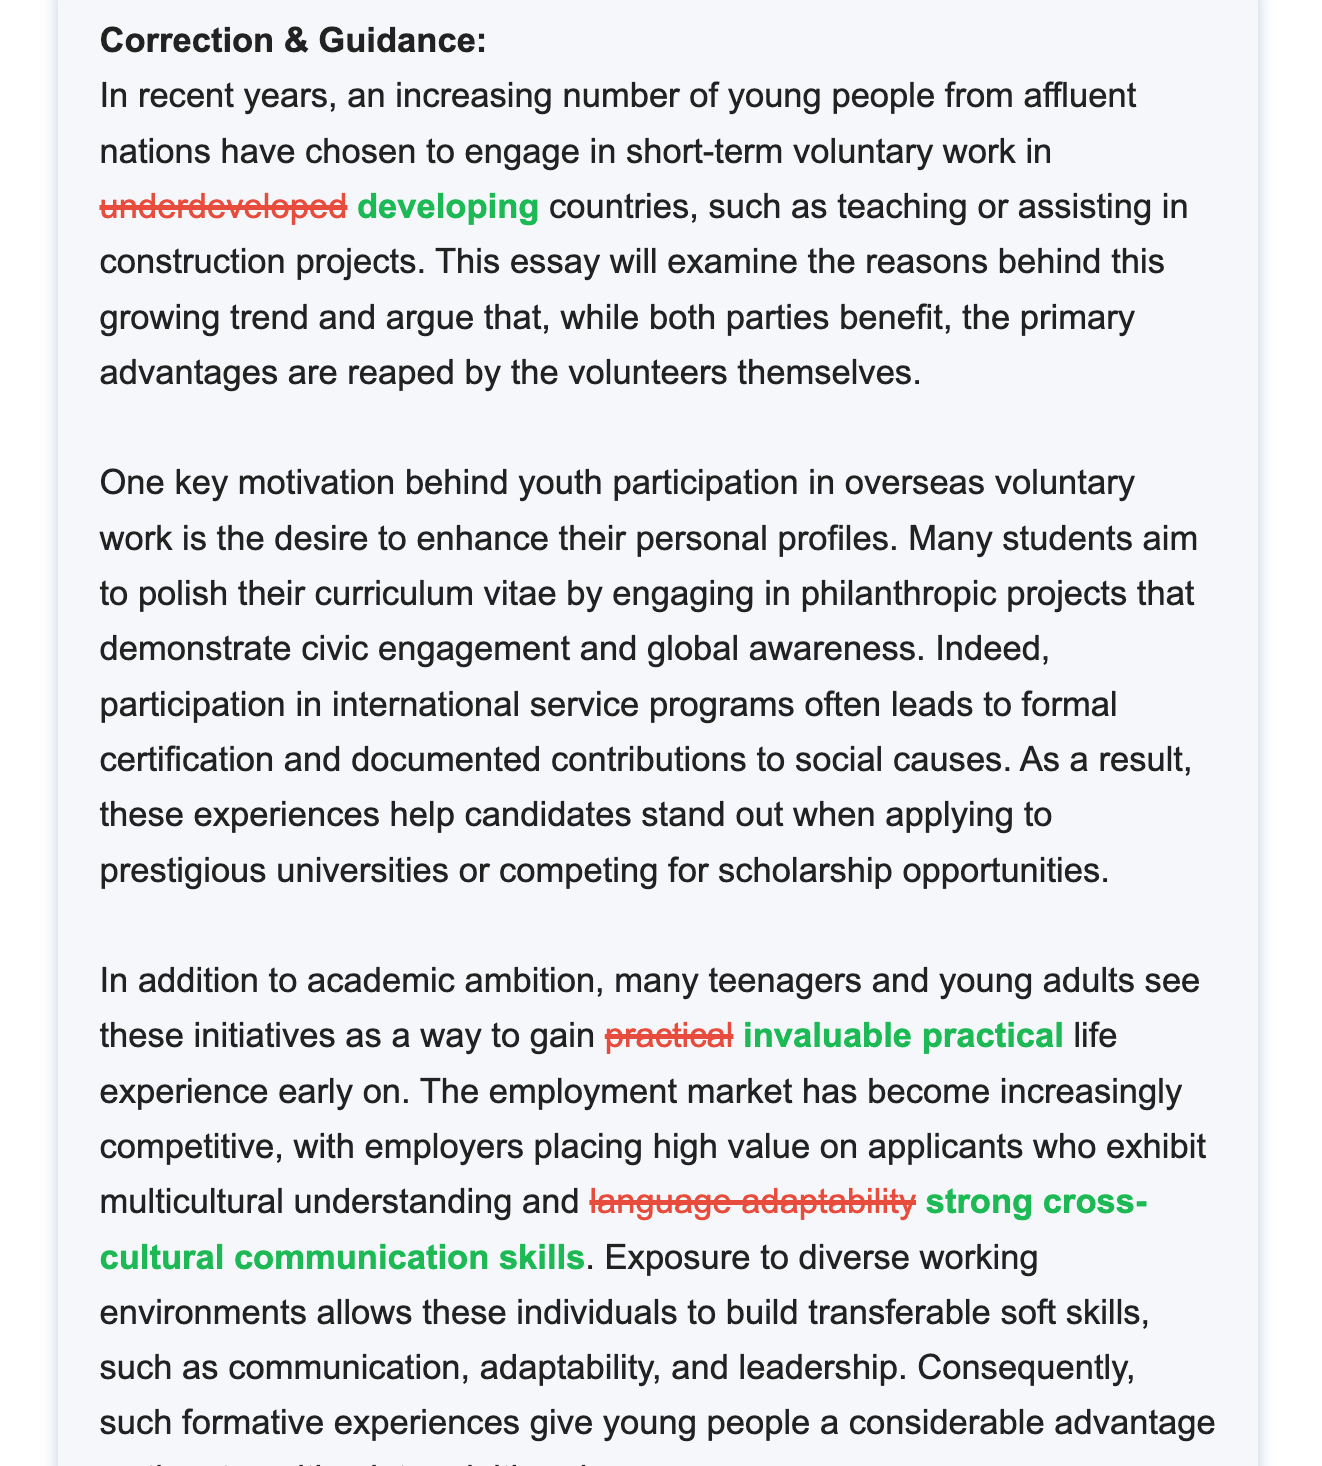 Correction & Guidance:
In recent years, an increasing number of young people from affluent
nations have chosen to engage in short-term voluntary work in
underdeveloped developing countries, such as teaching or assisting in
construction projects. This essay will examine the reasons behind this
growing trend and argue that, while both parties benefit, the primary
advantages are reaped by the volunteers themselves.
One key motivation behind youth participation in overseas voluntary
work is the desire to enhance their personal profiles. Many students aim
to polish their curriculum vitae by engaging in philanthropic projects that
demonstrate civic engagement and global awareness. Indeed,
participation in international service programs often leads to formal
certification and documented contributions to social causes. As a result,
these experiences help candidates stand out when applying to
prestigious universities or competing for scholarship opportunities.
In addition to academic ambition, many teenagers and young adults see
these initiatives as a way to gain practical invaluable practical life
experience early on. The employment market has become increasingly
competitive, with employers placing high value on applicants who exhibit
multicultural understanding and language adaptability strong cross-
cultural communication skills. Exposure to diverse working
environments allows these individuals to build transferable soft skills,
such as communication, adaptability, and leadership. Consequently,
such formative experiences give young people a considerable advantage